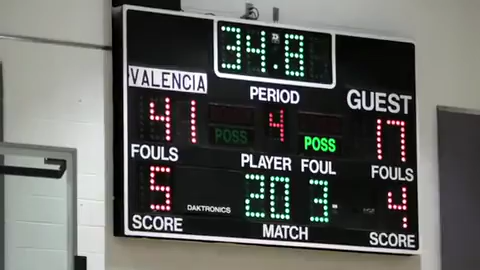 34.8
VALENCIA
PERIOD
GUEST
41
POSS
4
POSS
17
FOULS
PLAYER
FOUL
FOULS
5
DAKTRONICS
20
3
4
SCORE
MATCH
SCORE